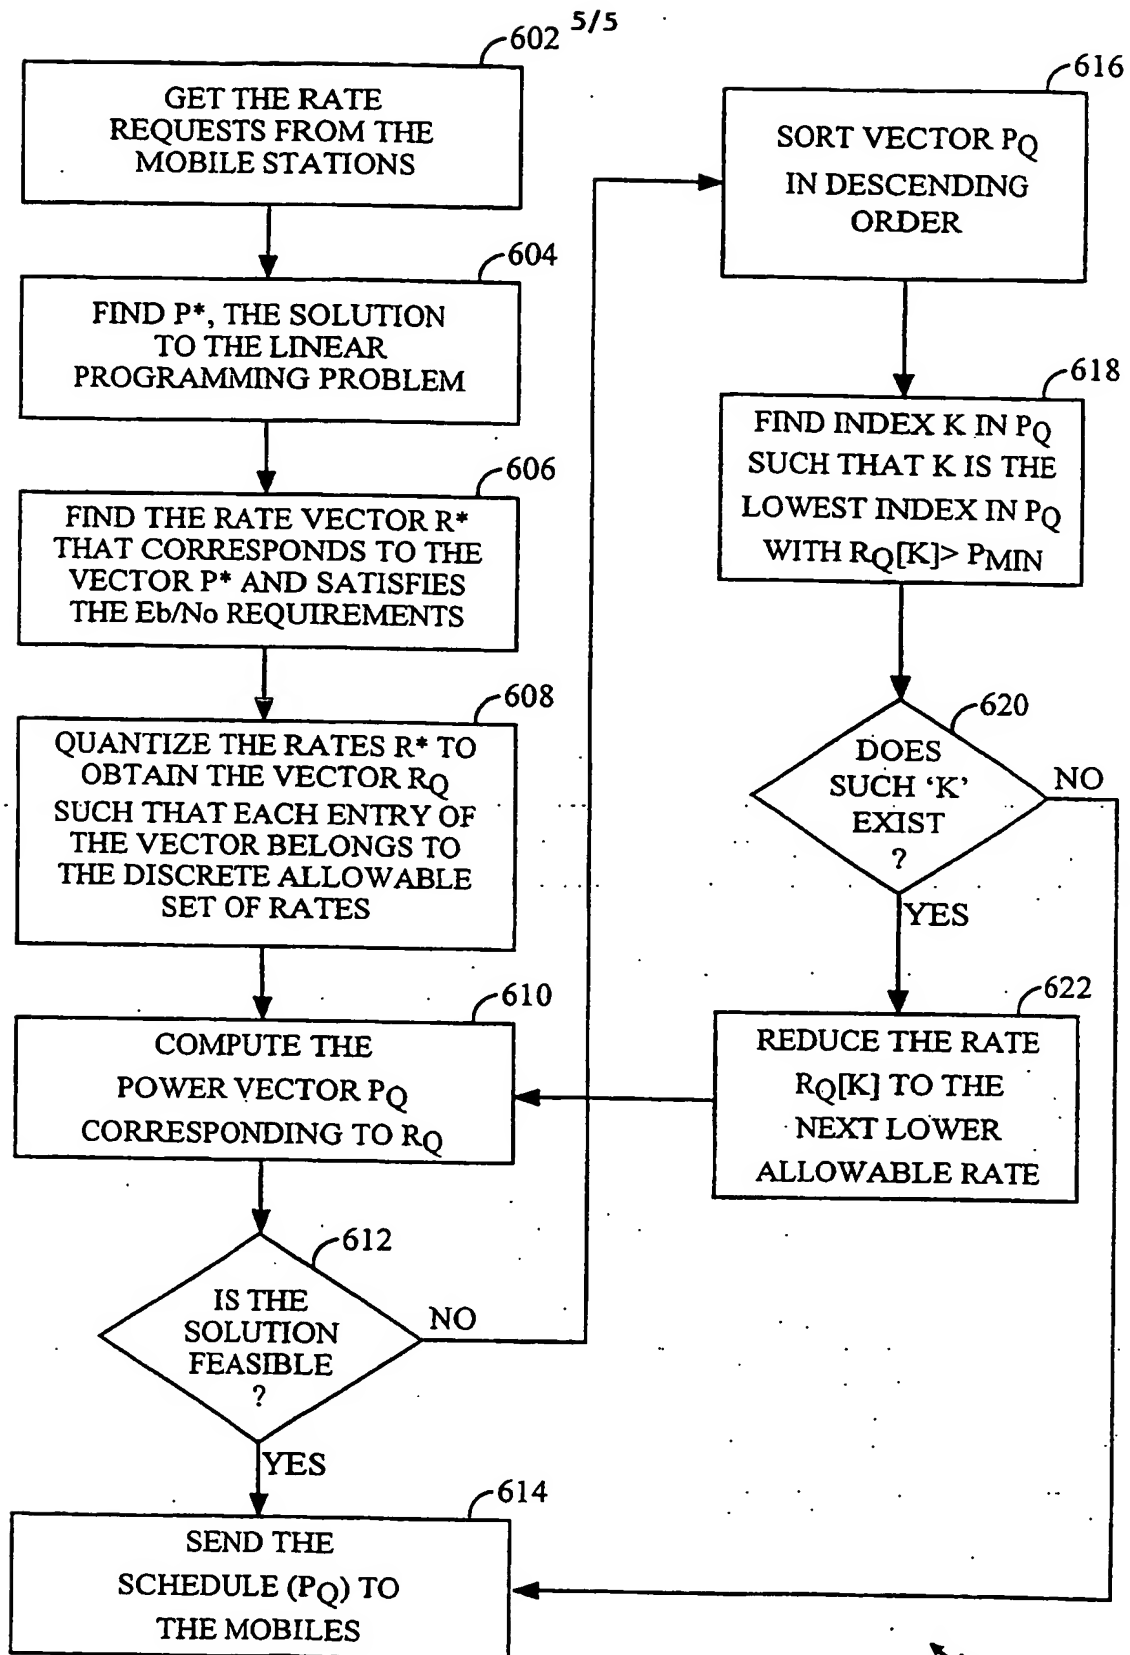 5/5
602
GET THE RATE
REQUESTS FROM THE
MOBILE STATIONS
604
FIND P*, THE SOLUTION
TO THE LINEAR
PROGRAMMING PROBLEM
606
FIND THE RATE VECTOR R*
THAT CORRESPONDS TO THE
VECTOR P* AND SATISFIES
THE Eb/No REQUIREMENTS
608
QUANTIZE THE RATES R* TO
OBTAIN THE VECTOR RQ
SUCH THAT EACH ENTRY OF
THE VECTOR BELONGS TO
THE DISCRETE ALLOWABLE
SET OF RATES
610
COMPUTE THE
POWER VECTOR PQ
CORRESPONDING TO RQ
612
IS THE
SOLUTION
FEASIBLE
?
NO
YES
614
SEND THE
SCHEDULE (PQ) TO
THE MOBILES
616
SORT VECTOR PQ
IN DESCENDING
ORDER
618
FIND INDEX K IN PQ
SUCH THAT K IS THE
LOWEST INDEX IN PQ
WITH RQ[K]> PMIN
620
DOES
SUCH ‘K’
EXIST
?
NO
YES
622
REDUCE THE RATE
RQ[K] TO THE
NEXT LOWER
ALLOWABLE RATE